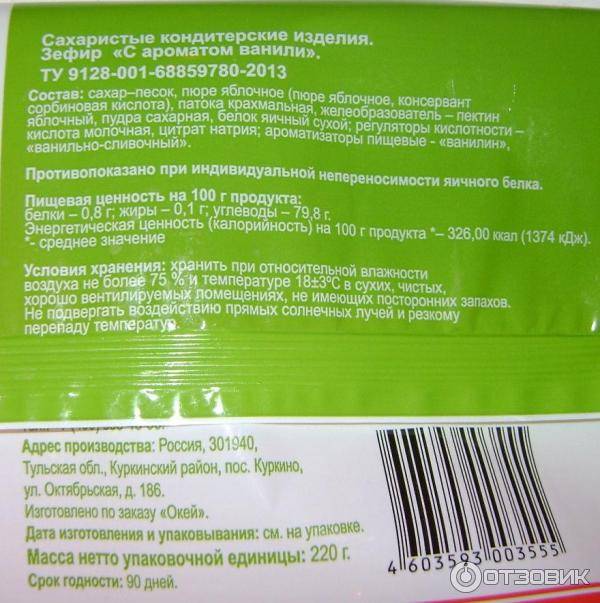 Сахаристые кондитерские изделия.
Зефир «С ароматом ванили».
ТУ 9128-001-68859780-2013
Состав: сахар–песок, пюре яблочное (пюре яблочное, консервант
сорбиновая кислота), патока крахмальная, желеобразователь – пектин
яблочный, пудра сахарная, белок яичный сухой; регуляторы кислотности –
кислота молочная, цитрат натрия; ароматизаторы пищевые - «ванилин»,
«ванильно-сливочный».
Противопоказано при индивидуальной непереносимости яичного белка.
Пищевая ценность на 100 г продукта:
белки – 0,8 г; жиры – 0,1 г; углеводы – 79,8 г.
Энергетическая ценность (калорийность) на 100 г продукта *– 326,00 ккал (1374 кДж).
*- среднее значение
Условия хранения: хранить при относительной влажности
воздуха не более 75 % и температуре 18±3ºС в сухих, чистых,
хорошо вентилируемых помещениях, не имеющих посторонних запахов.
Не подвергать воздействию прямых солнечных лучей и резкому
перепаду температур.
Адрес производства: Россия, 301940,
Тульская обл., Куркинский район, пос. Куркино,
ул. Октябрьская, д. 186.
Изготовлено по заказу «Окей».
Дата изготовления и упаковывания: см. на упаковке.
Масса нетто упаковочной единицы: 220 г.
Срок годности: 90 дней.
4 603593 003555
ОТЗОВИК